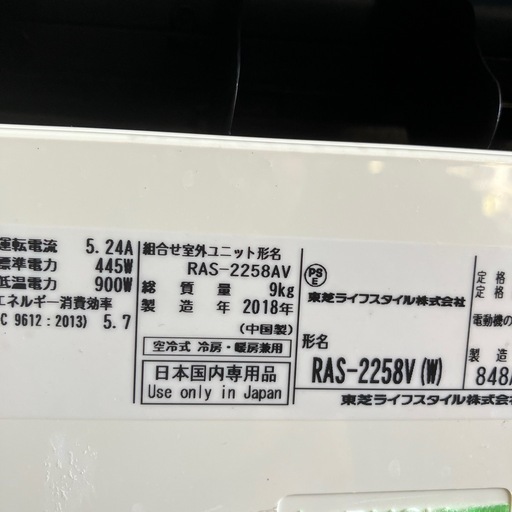 運転電流 5.24A
標準電力 445W
低温電力 900W
エネルギー消費効率
C 9612:2013) 5.7
組合せ室外ユニット形名
RAS-2258AV
総質量 9kg
製造年 2018年
(中国製)
空冷式 冷房・暖房兼用
日本国内専用品
Use only in Japan
PS
E
東芝ライフスタイル株式会社
形名
RAS-2258V(W)
東芝ライフスタイル株式会
定格
定格
電動機の
製造
848